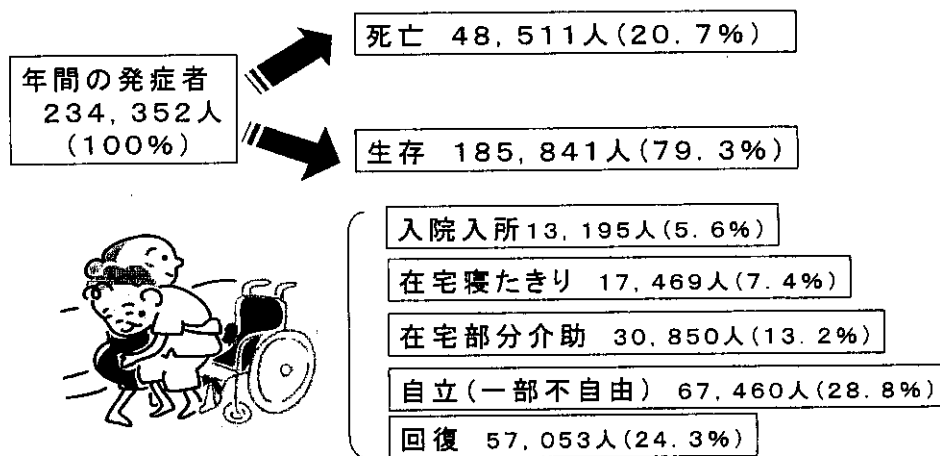 年間の発症者
234,352人
(100%)
死亡 48,511人(20.7%)
生存 185,841人(79.3%)
入院入所13,195人(5.6%)
在宅寝たきり 17,469人(7.4%)
在宅部分介助 30,850人(13.2%)
自立(一部不自由) 67,460人(28.8%)
回復 57,053人(24.3%)